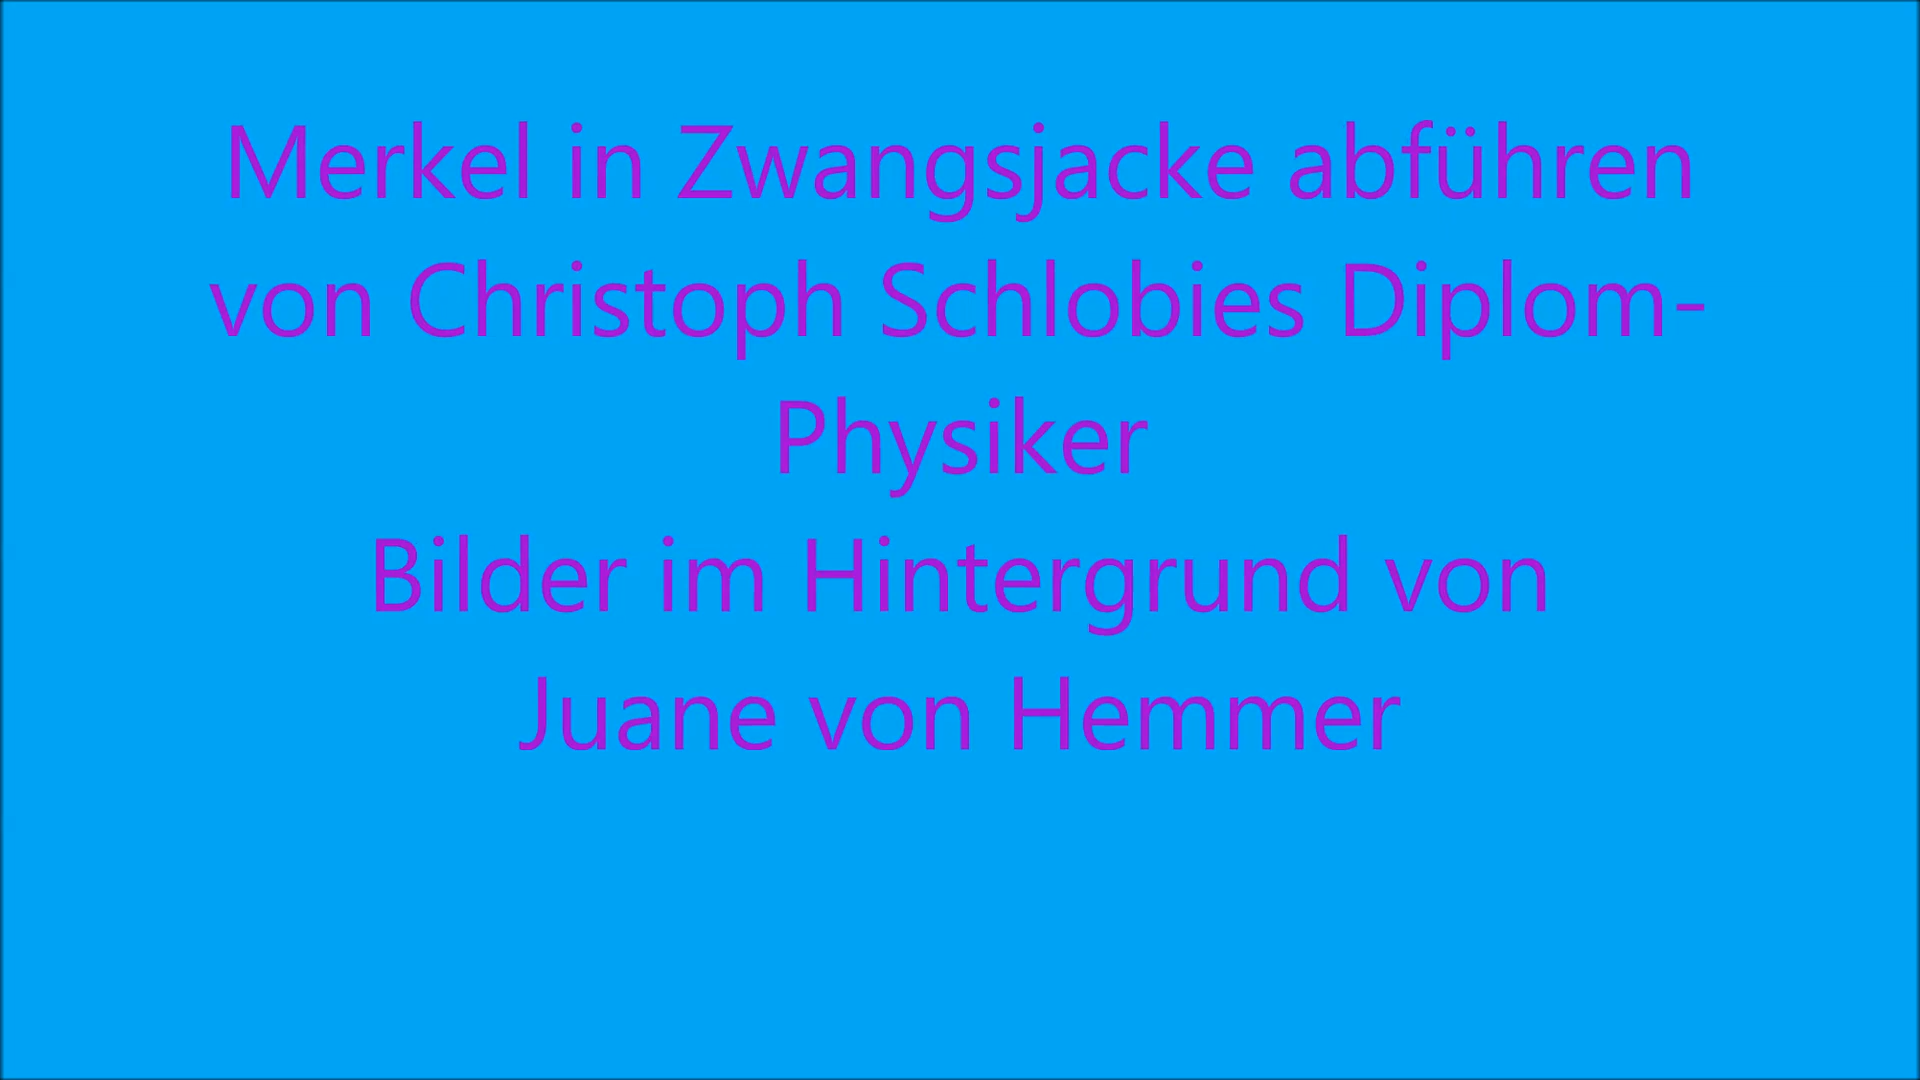 Merkel in Zwangsjacke abführen
von Christoph Schlobies Diplom-
Physiker
Bilder im Hintergrund von
Juane von Hemmer